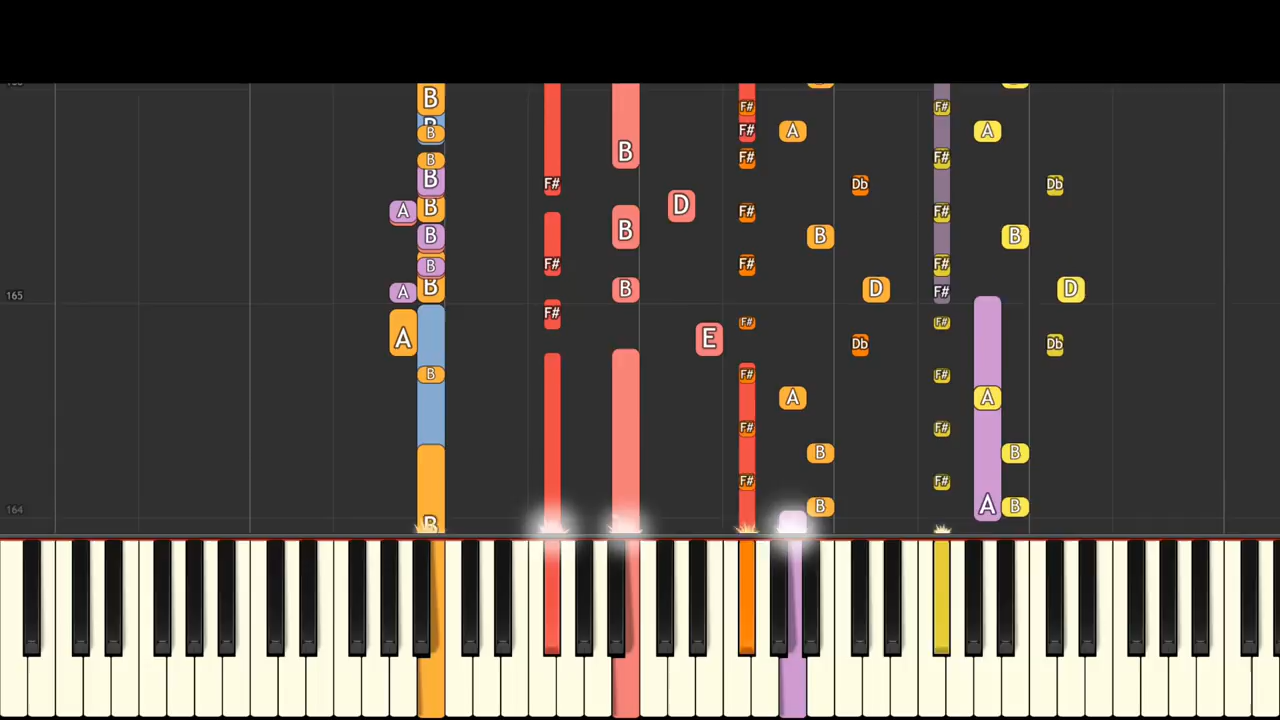 B
B F# F#
B A A
B B F# F#
B F# Db Db
A B D F# F#
B B B B
B F# F# F#
A B B D D F#
165
F# F# F#
A E Db Db
B F# F#
A A
F# F#
B B
F# F#
164 A B B
B